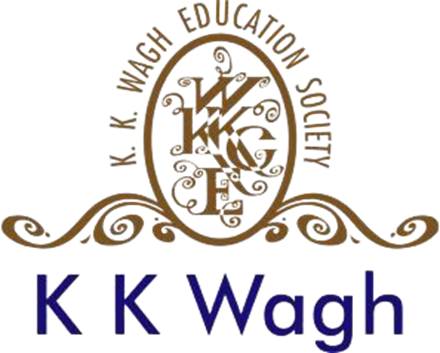 K. K. WAGH EDUCATION SOCIETY
K K Wagh